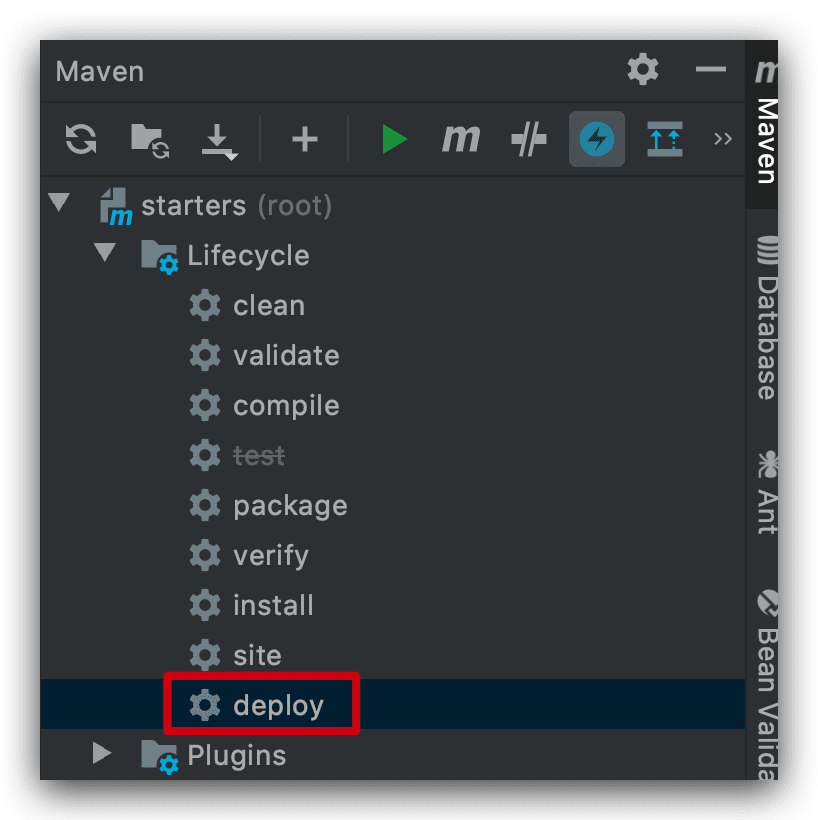 Maven
starters (root)
Lifecycle
clean
validate
compile
test
package
verify
install
site
deploy
Plugins
Maven
Database
Ant
Bean Valida